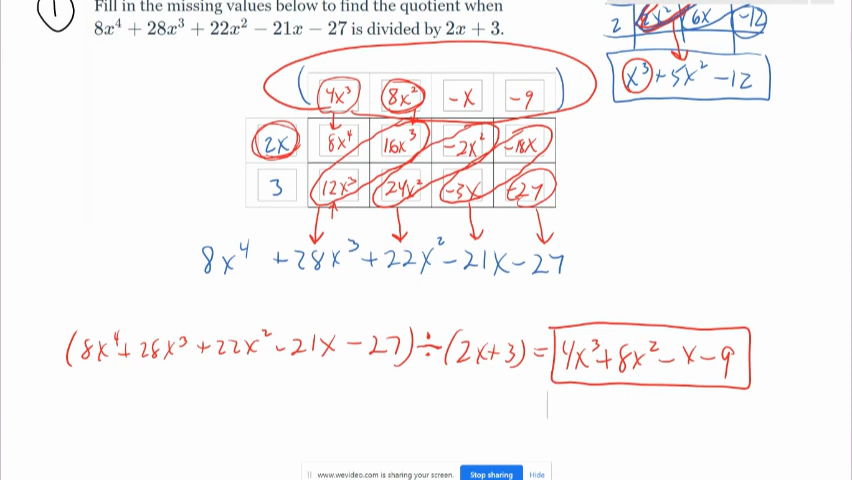 1 Fill in the missing values below to find the quotient when
8x⁴ + 28x³ + 22x² − 21x − 27 is divided by 2x + 3.
2 6x -12
x³+5x²-12
( 4x³ 8x² -x -9 )
2x 8x⁴ 16x³ -2x² -18x
3 12x³ 24x² -3x -27
8x⁴ +28x³+22x²-21x-27
(8x⁴+28x³+22x²-21x-27)÷(2x+3)= 4x³+8x²-x-9
www.wevideo.com is sharing your screen Stop sharing Hide